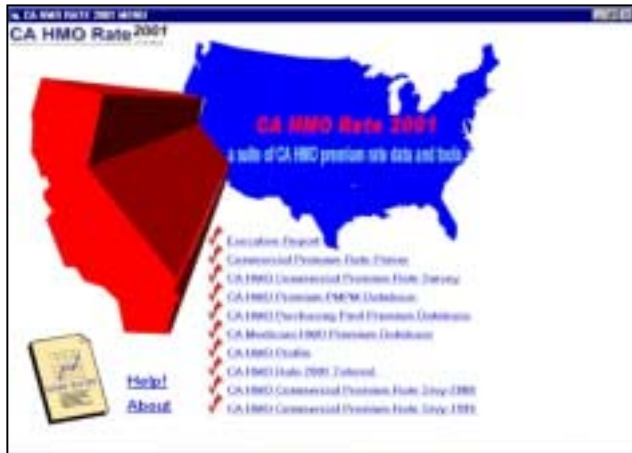 CA HMO RATE 2001 MENU
CA HMO Rate 2001
CA HMO Rate 2001
a suite of CA HMO premium rate data and tools
Executive Report
Commercial Premium Rate Primer
CA HMO Commercial Premium Rate Survey
CA HMO Premium PMPM Database
CA HMO Purchasing Pool Premium Database
CA Medicare HMO Premium Database
CA HMO Profile
CA HMO Rate 2001 Tutorial
CA HMO Commercial Premium Rate Srvy-2000
CA HMO Commercial Premium Rate Srvy-1999
Help!
About